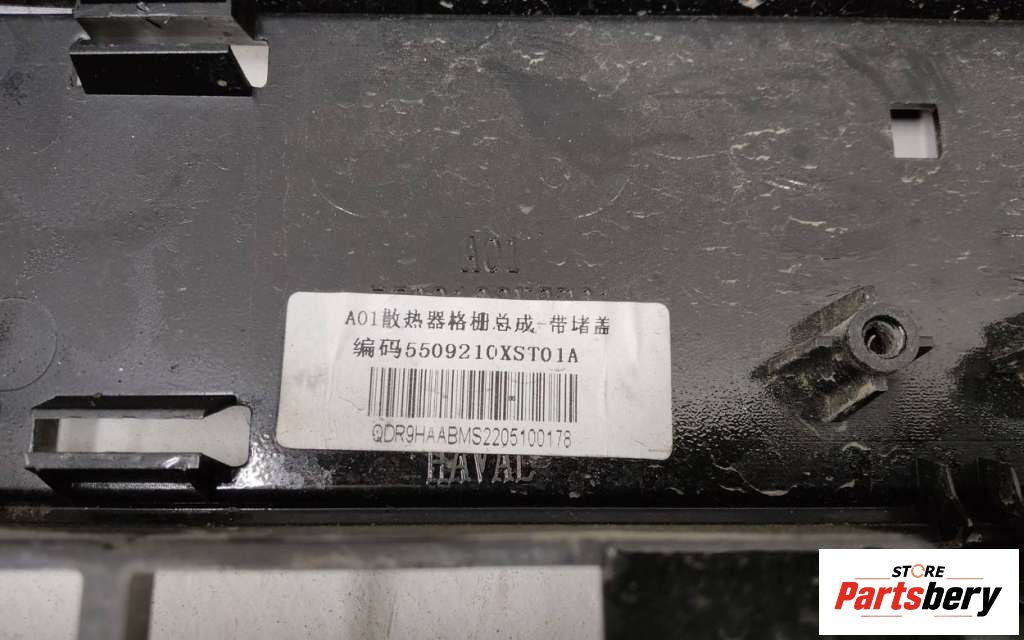 A01
A01散热器格栅总成-带堵盖
编码5509210XST01A
QDR9HAABMS2205100178
HAVAL
STORE
Partsbery